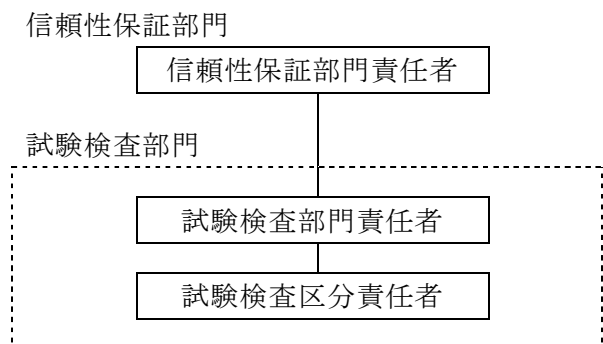 信頼性保証部門
信頼性保証部門責任者
試験検査部門
試験検査部門責任者
試験検査区分責任者